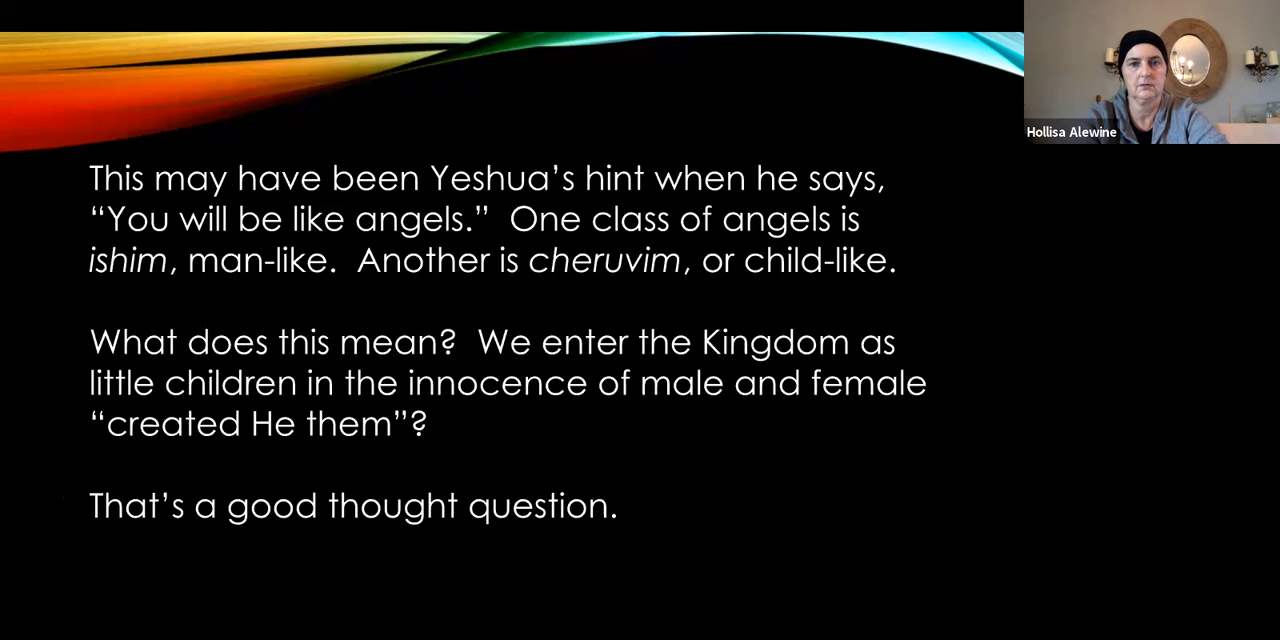 Hollisa Alewine
This may have been Yeshua’s hint when he says,
“You will be like angels.”  One class of angels is
ishim, man-like.  Another is cheruvim, or child-like.
What does this mean?  We enter the Kingdom as
little children in the innocence of male and female
“created He them”?
That’s a good thought question.